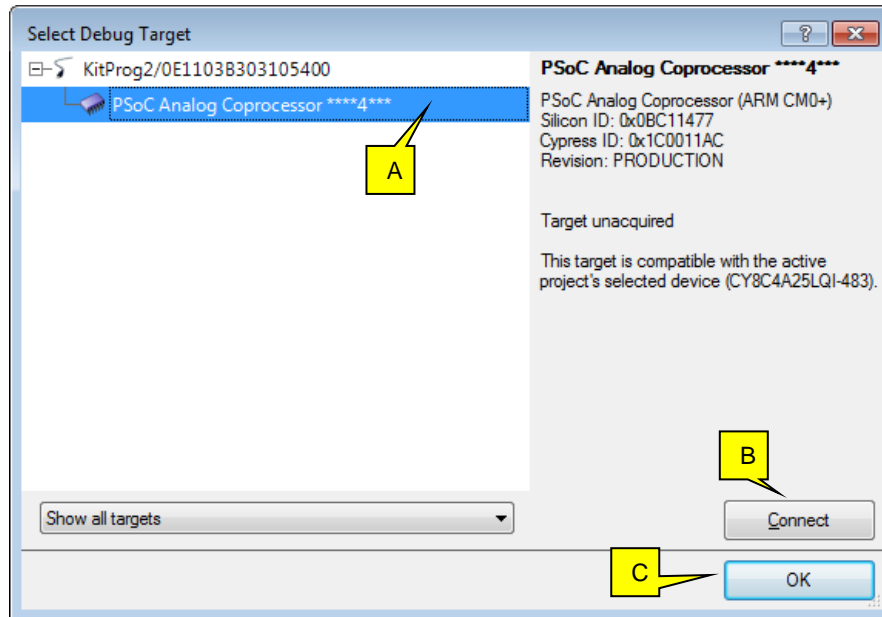 Select Debug Target
?
KitProg2/0E1103B303105400
PSoC Analog Coprocessor ****4***
A
PSoC Analog Coprocessor ****4***
PSoC Analog Coprocessor (ARM CM0+)
Silicon ID: 0x0BC11477
Cypress ID: 0x1C0011AC
Revision: PRODUCTION
Target unacquired
This target is compatible with the active
project's selected device (CY8C4A25LQI-483).
B
Show all targets
Connect
C
OK